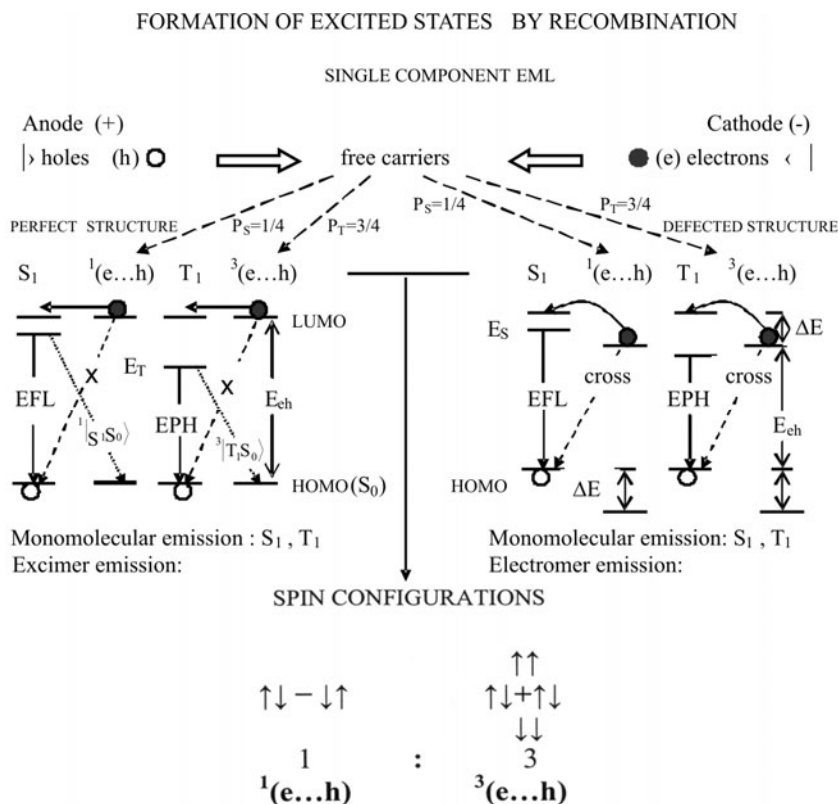 FORMATION OF EXCITED STATES BY RECOMBINATION
SINGLE COMPONENT EML
Anode (+)
Cathode (-)
|› holes (h)
free carriers
(e) electrons ‹ |
PERFECT STRUCTURE
P_S=1/4
P_T=3/4
P_S=1/4
P_T=3/4
DEFECTED STRUCTURE
S₁ ¹(e…h) T₁ ³(e…h)
S₁ ¹(e…h) T₁ ³(e…h)
LUMO
E_S
ΔE
E_T
X
X
cross
cross
EFL
EPH
E_eh
EFL
EPH
E_eh
¹|S¹S₀⟩
³|T₁S₀⟩
HOMO(S₀)
HOMO
ΔE
Monomolecular emission : S₁ , T₁
Excimer emission:
Monomolecular emission: S₁ , T₁
Electromer emission:
SPIN CONFIGURATIONS
↑↑
↑↓ − ↓↑
↑↓+↑↓
↓↓
1 : 3
¹(e…h) ³(e…h)